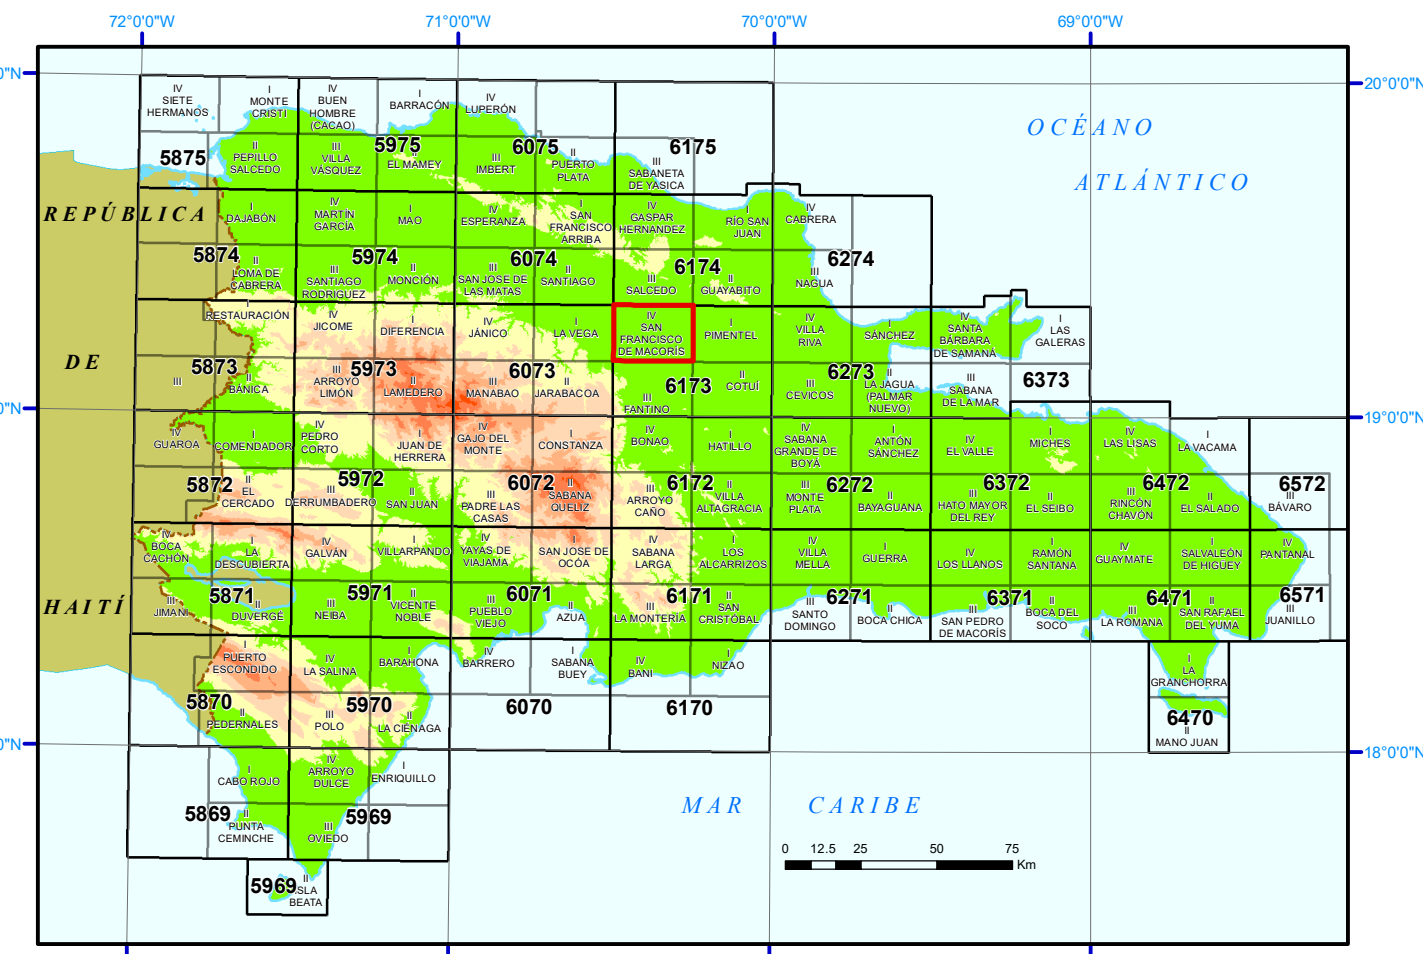 72°0'0"W
71°0'0"W
70°0'0"W
69°0'0"W
0"N
20°0'0"N
IV
SIETE
HERMANOS
I
MONTE
CRISTI
IV
BUEN
HOMBRE
(CACAO)
I
BARRACÓN
IV
LUPERÓN
OCÉANO
ATLÁNTICO
5875
II
PEPILLO
SALCEDO
III
VILLA
VÁSQUEZ
5975
II
EL MAMEY
III
IMBERT
6075
II
PUERTO
PLATA
III
SABANETA
DE YASICA
6175
REPÚBLICA
I
DAJABÓN
IV
MARTÍN
GARCÍA
I
MAO
IV
ESPERANZA
I
SAN
FRANCISCO
ARRIBA
IV
GASPAR
HERNANDEZ
I
RÍO SAN
JUAN
IV
CABRERA
5874
II
LOMA DE
CABRERA
III
SANTIAGO
RODRIGUEZ
5974
II
MONCIÓN
III
SAN JOSE DE
LAS MATAS
6074
II
SANTIAGO
III
SALCEDO
6174
II
GUAYABITO
III
NAGUA
6274
RESTAURACIÓN
IV
JICOME
I
DIFERENCIA
IV
JÁNICO
I
LA VEGA
IV
SAN
FRANCISCO
DE MACORÍS
I
PIMENTEL
IV
VILLA
RIVA
I
SÁNCHEZ
IV
SANTA
BÁRBARA
DE SAMANÁ
I
LAS
GALERAS
DE
III
5873
II
BÁNICA
III
ARROYO
LIMÓN
5973
II
LAMEDERO
III
MANABAO
6073
II
JARABACOA
III
FANTINO
6173
II
COTUÍ
III
CEVICOS
6273
II
LA JAGUA
(PALMAR
NUEVO)
III
SABANA
DE LA MAR
6373
0"N
19°0'0"N
IV
GUAROA
I
COMENDADOR
IV
PEDRO
CORTO
I
JUAN DE
HERRERA
IV
GAJO DEL
MONTE
I
CONSTANZA
IV
BONAO
I
HATILLO
IV
SABANA
GRANDE DE
BOYÁ
I
ANTÓN
SÁNCHEZ
IV
EL VALLE
I
MICHES
IV
LAS LISAS
I
LA VACAMA
5872
II
EL
CERCADO
III
DERRUMBADERO
5972
II
SAN JUAN
III
PADRE LAS
CASAS
6072
II
SABANA
QUELIZ
III
ARROYO
CAÑO
6172
II
VILLA
ALTAGRACIA
III
MONTE
PLATA
6272
II
BAYAGUANA
III
HATO MAYOR
DEL REY
6372
II
EL SEIBO
III
RINCÓN
CHAVÓN
6472
II
EL SALADO
6572
III
BÁVARO
IV
BOCA
CACHÓN
I
LA
DESCUBIERTA
IV
GALVÁN
I
VILLARPANDO
IV
YAYAS DE
VIAJAMA
I
SAN JOSE DE
OCÓA
IV
SABANA
LARGA
I
LOS
ALCARRIZOS
IV
VILLA
MELLA
I
GUERRA
IV
LOS LLANOS
I
RAMÓN
SANTANA
IV
GUAYMATE
I
SALVALEÓN
DE HIGÜEY
IV
PANTANAL
HAITÍ
III
JIMANI
5871
II
DUVERGÉ
III
NEIBA
5971
II
VICENTE
NOBLE
III
PUEBLO
VIEJO
6071
II
AZUA
III
LA MONTERÍA
6171
II
SAN
CRISTÓBAL
III
SANTO
DOMINGO
6271
II
BOCA CHICA
III
SAN PEDRO
DE MACORÍS
6371
II
BOCA DEL
SOCO
III
LA ROMANA
6471
II
SAN RAFAEL
DEL YUMA
6571
III
JUANILLO
I
PUERTO
ESCONDIDO
IV
LA SALINA
I
BARAHONA
IV
BARRERO
I
SABANA
BUEY
IV
BANI
I
NIZAO
I
LA
GRANCHORRA
5870
II
PEDERNALES
III
POLO
5970
II
LA CIÉNAGA
6070
6170
6470
II
MANO JUAN
0"N
18°0'0"N
I
CABO ROJO
IV
ARROYO
DULCE
I
ENRIQUILLO
MAR CARIBE
5869
II
PUNTA
CEMINCHE
III
OVIEDO
5969
0 12.5 25 50 75
Km
5969
II
ISLA
BEATA